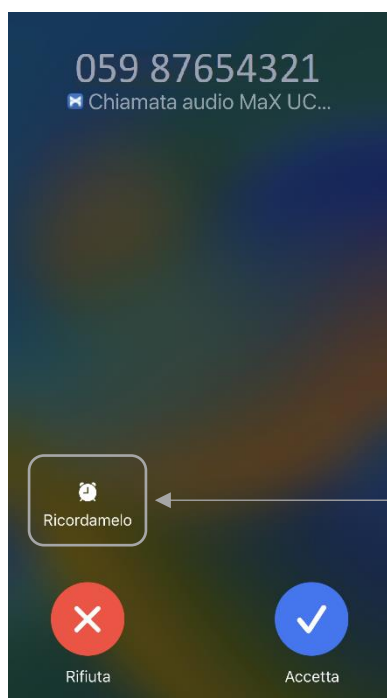 059 87654321
Chiamata audio MaX UC...
Ricordamelo
Rifiuta
Accetta